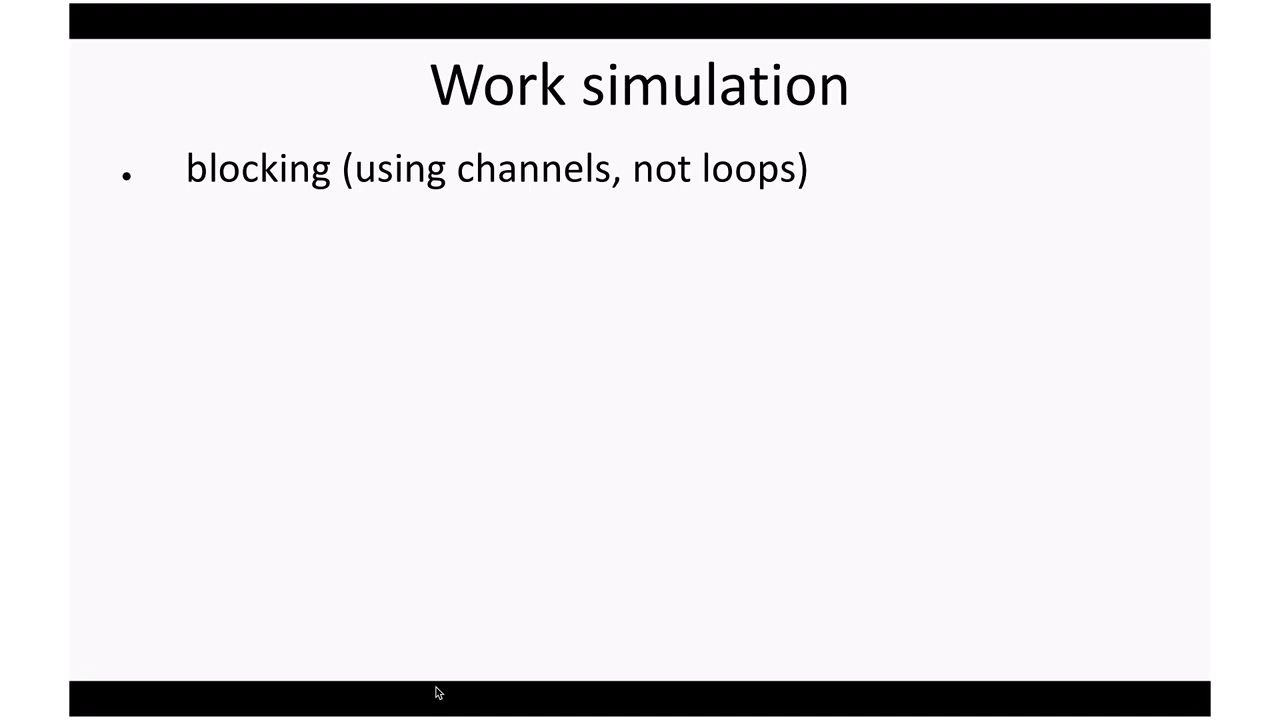 Work simulation
• blocking (using channels, not loops)